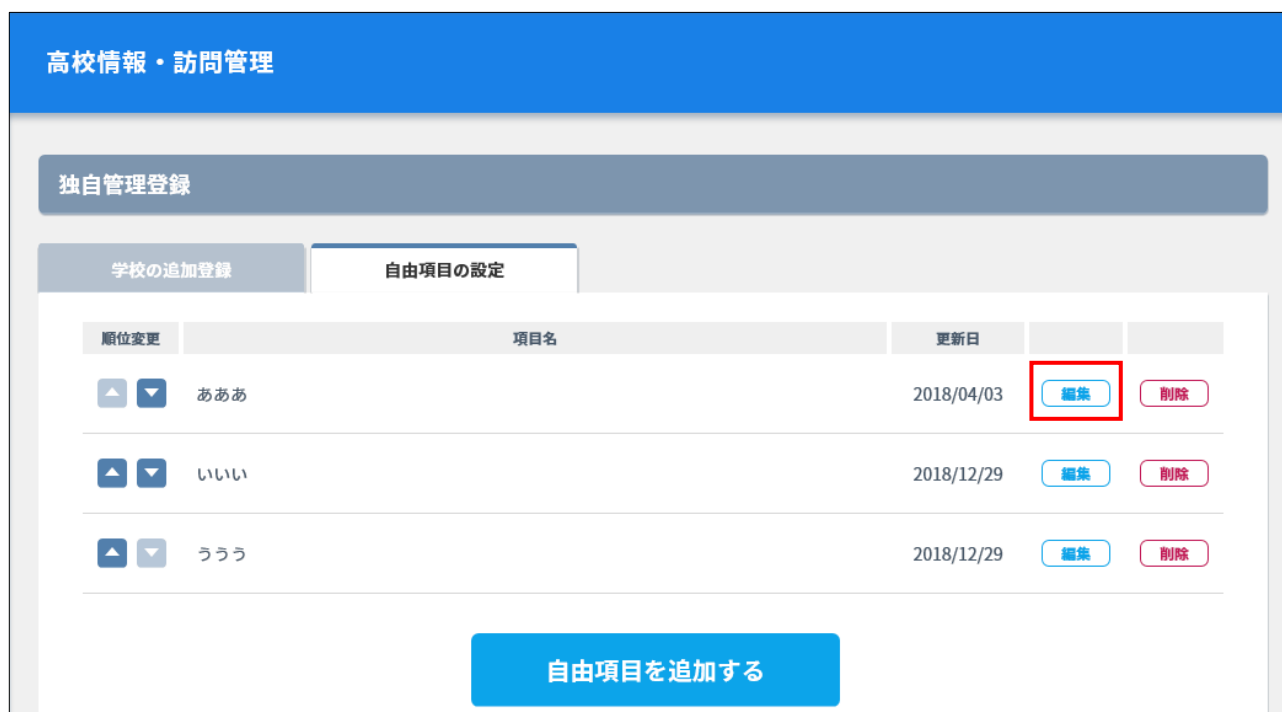 高校情報・訪問管理
独自管理登録
学校の追加登録 自由項目の設定
順位変更 項目名 更新日
あああ 2018/04/03 編集 削除
いいい 2018/12/29 編集 削除
ううう 2018/12/29 編集 削除
自由項目を追加する